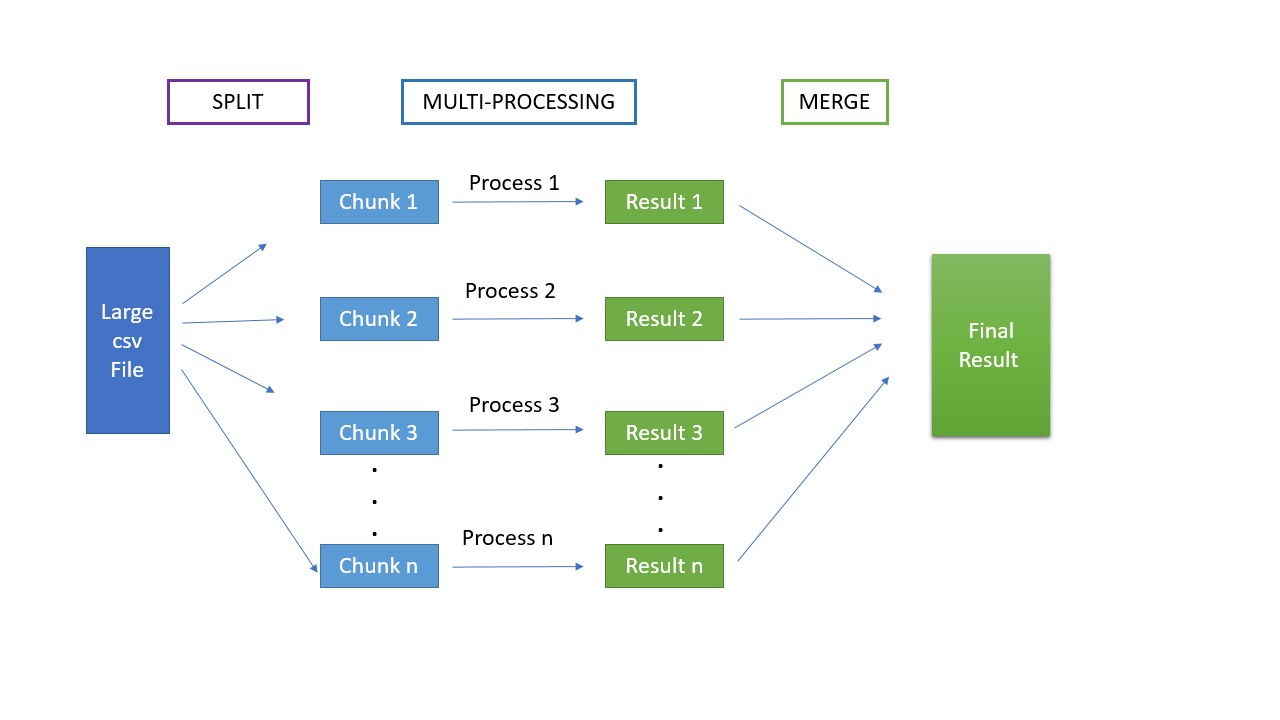 SPLIT
MULTI-PROCESSING
MERGE
Chunk 1
Process 1
Result 1
Large
csv
File
Chunk 2
Process 2
Result 2
Final
Result
Chunk 3
Process 3
Result 3
Chunk n
Process n
Result n